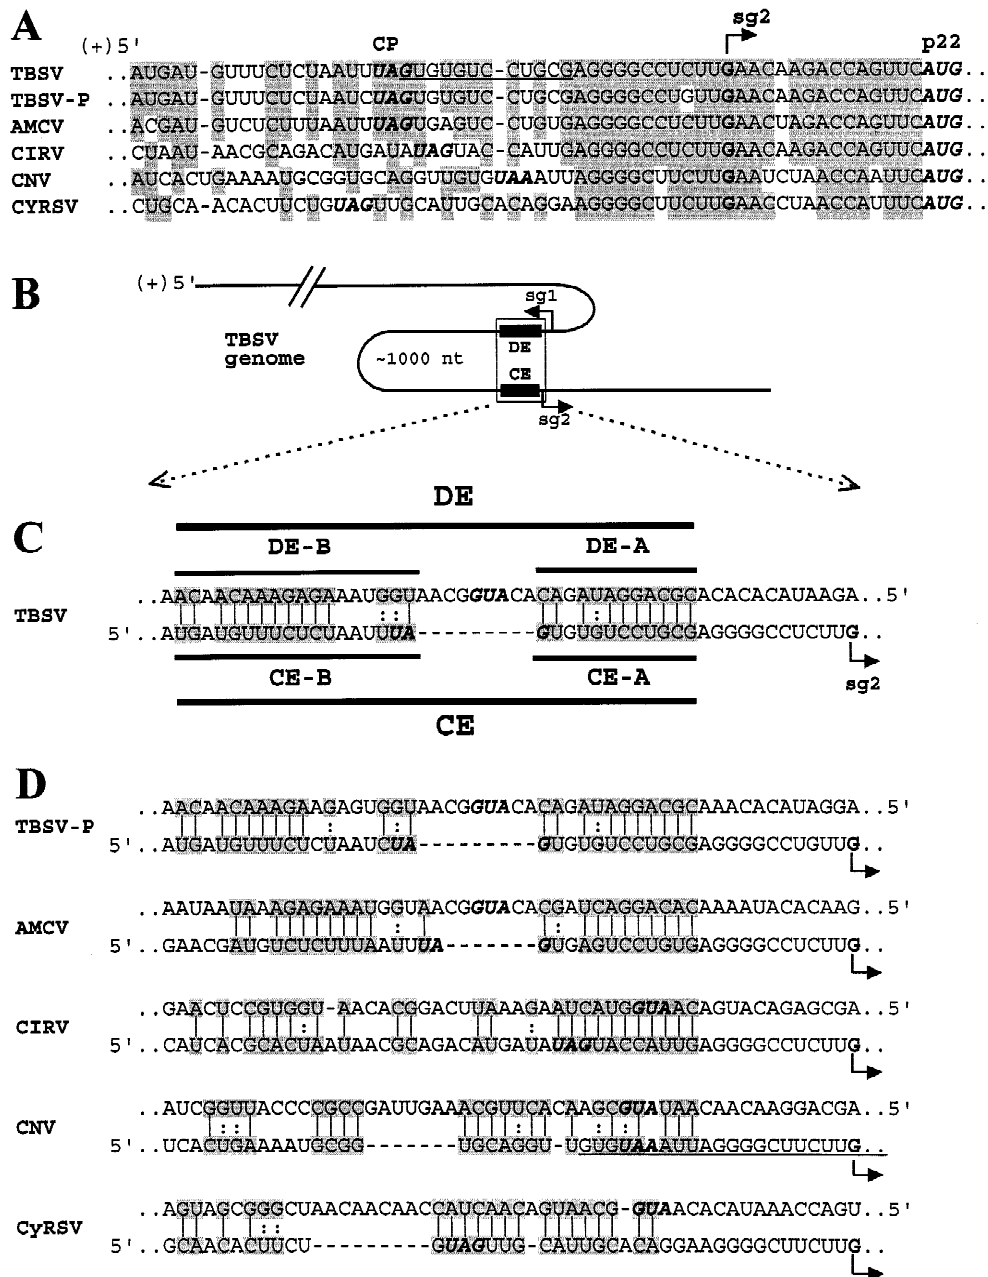 A
sg2
(+)5' CP p22
TBSV ..AUGAU-GUUUCUCUAAUUUAGUGUGUC-CUGCGAGGGGCCUCUUGAACAAGACCAGUUCAUG..
TBSV-P ..AUGAU-GUUUCUCUAAUCUAGUGUGUC-CUGCGAGGGGCCUGUUGAACAAGACCAGUUCAUG..
AMCV ..ACGAU-GUCUCUUUAAUUUAGUGAGUC-CUGUGAGGGGCCUCUUGAACUAGACCAGUUCAUG..
CIRV ..CUAAU-AACGCAGACAUGAUAUAGUAC-CAUUGAGGGGCCUCUUGAACAAGACCAGUUCAUG..
CNV ..AUCACUGAAAAUGCGGUGCAGGUUGUGUAAAUUAGGGGCUUCUUGAAUCUAACCAAUUCAUG..
CYRSV ..CUGCA-ACACUUCUGUAGUUGCAUUGCACAGGAAGGGGCUUCUUGAACCUAACCAUUUCAUG..
B
(+)5'
sg1
TBSV
genome
~1000 nt
DE
CE
sg2
DE
C
DE-B DE-A
TBSV
..AACAACAAAGAGAAAUGGUAACGGUACACAGAUAGGACGCACACACAUAAGA..5'
5'..AUGAUGUUUCUCUAAUUUA---------GUGUGUCCUGCGAGGGGCCUCUUG..
CE-B CE-A
sg2
CE
D
TBSV-P
..AACAACAAAGAAGAGUGGUAACGGUACACAGAUAGGACGCAAACACAUAGGA..5'
5'..AUGAUGUUUCUCUAAUCUA---------GUGUGUCCUGCGAGGGGCCUGUUG..
AMCV
..AAUAAUAAAGAGAAAUGGUAACGGUACACGAUCAGGACACAAAAUACACAAG..5'
5'..GAACGAUGUCUCUUUAAUUUA-------GUGAGUCCUGUGAGGGGCCUCUUG..
CIRV
..GAACUCCGUGGU-AACACGGACUUAAAGAAUCAUGGUAACAGUACAGAGCGA..5'
5'..CAUCACGCACUAAUAACGCAGACAUGAUAUAGUACCAUUGAGGGGCCUCUUG..
CNV
..AUCGGUUACCCCGCCGAUUGAAACGUUCACAAGCGUAUAACAACAAGGACGA..5'
5'..UCACUGAAAAUGCGG-------UGCAGGU-UGUGUAAAUUAGGGGCUUCUUG..
CyRSV
..AGUAGCGGGCUAACAACAACCAUCAACAGUAACG-GUAAACACAUAAACCAGU..5'
5'..GCAACACUUCU---------GUAGUUG-CAUUGCACAGGAAGGGGCUUCUUG..